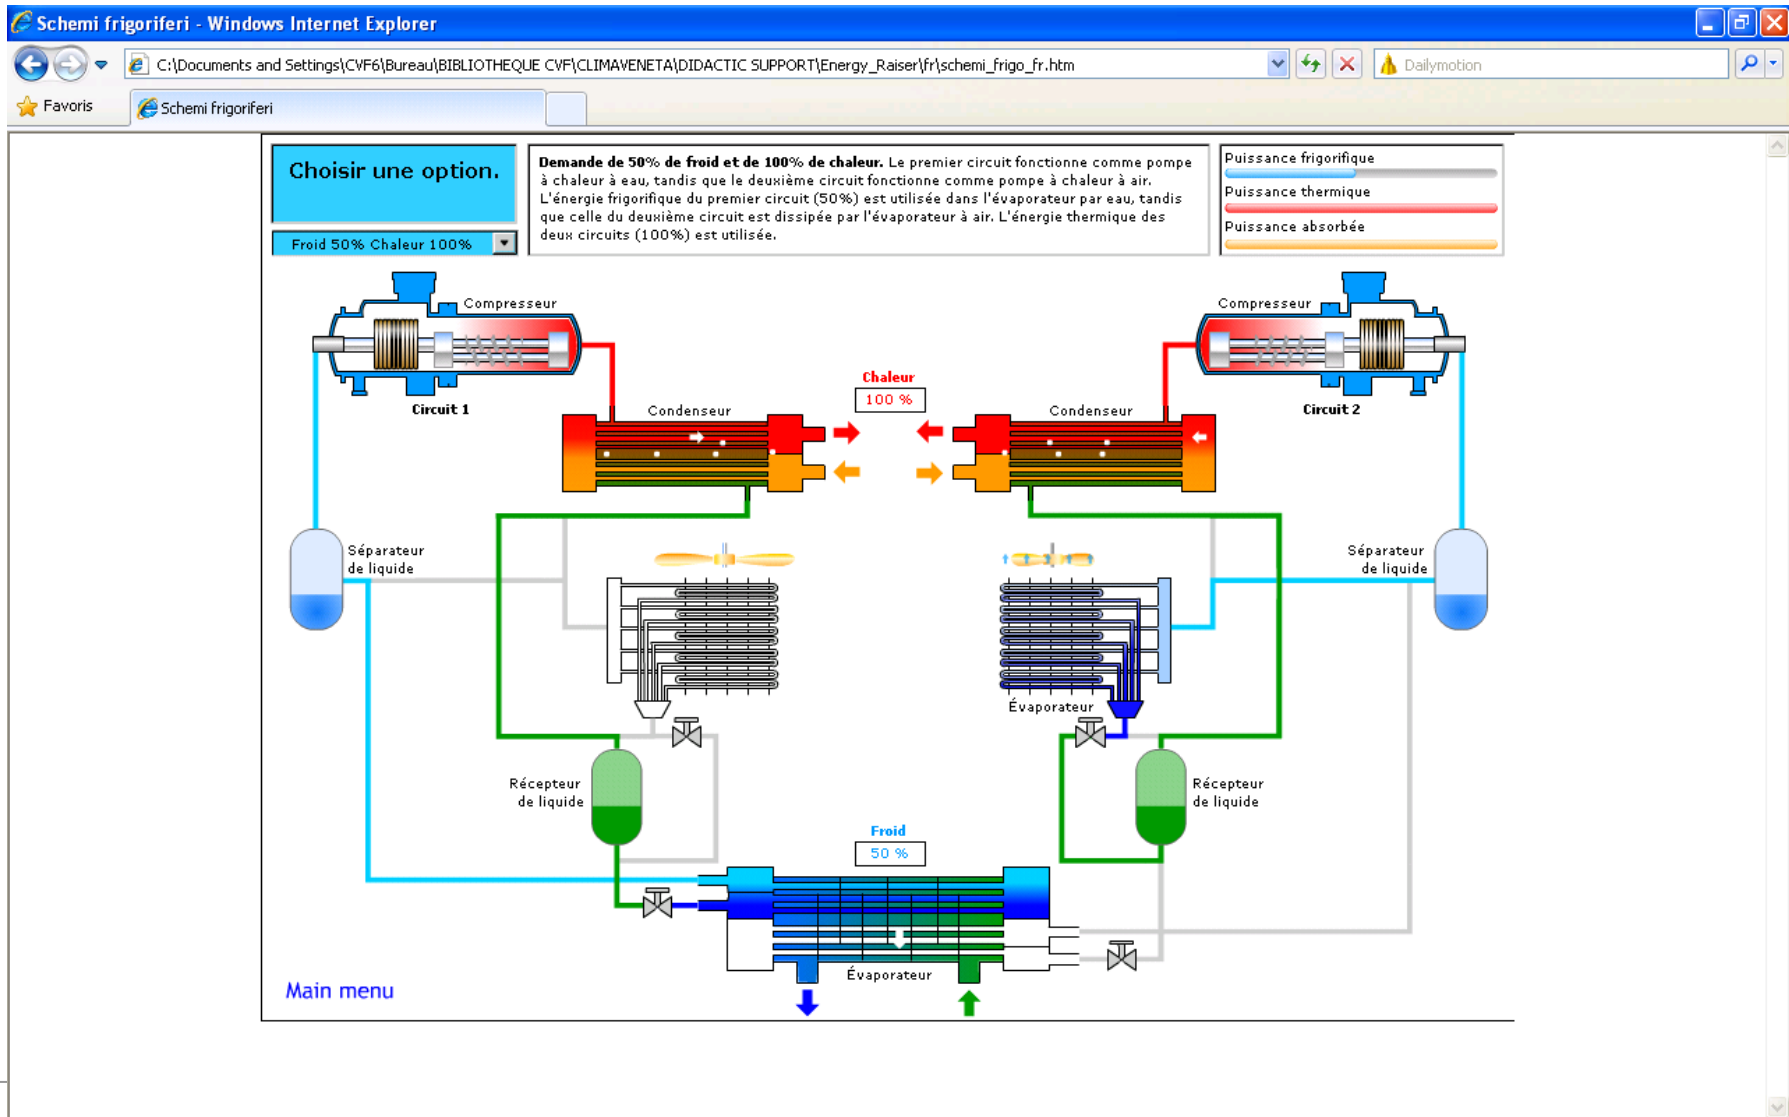 Schemi frigoriferi - Windows Internet Explorer
C:\Documents and Settings\CVF6\Bureau\BIBLIOTHEQUE CVF\CLIMAVENETA\DIDACTIC SUPPORT\Energy_Raiser\fr\schemi_frigo_fr.htm
Dailymotion
Favoris
Schemi frigoriferi
Choisir une option.
Froid 50% Chaleur 100%
Demande de 50% de froid et de 100% de chaleur. Le premier circuit fonctionne comme pompe
à chaleur à eau, tandis que le deuxième circuit fonctionne comme pompe à chaleur à air.
L'énergie frigorifique du premier circuit (50%) est utilisée dans l'évaporateur par eau, tandis
que celle du deuxième circuit est dissipée par l'évaporateur à air. L'énergie thermique des
deux circuits (100%) est utilisée.
Puissance frigorifique
Puissance thermique
Puissance absorbée
Compresseur
Compresseur
Circuit 1
Chaleur
100 %
Circuit 2
Condenseur
Condenseur
Séparateur
de liquide
Séparateur
de liquide
Évaporateur
Récepteur
de liquide
Récepteur
de liquide
Froid
50 %
Évaporateur
Main menu